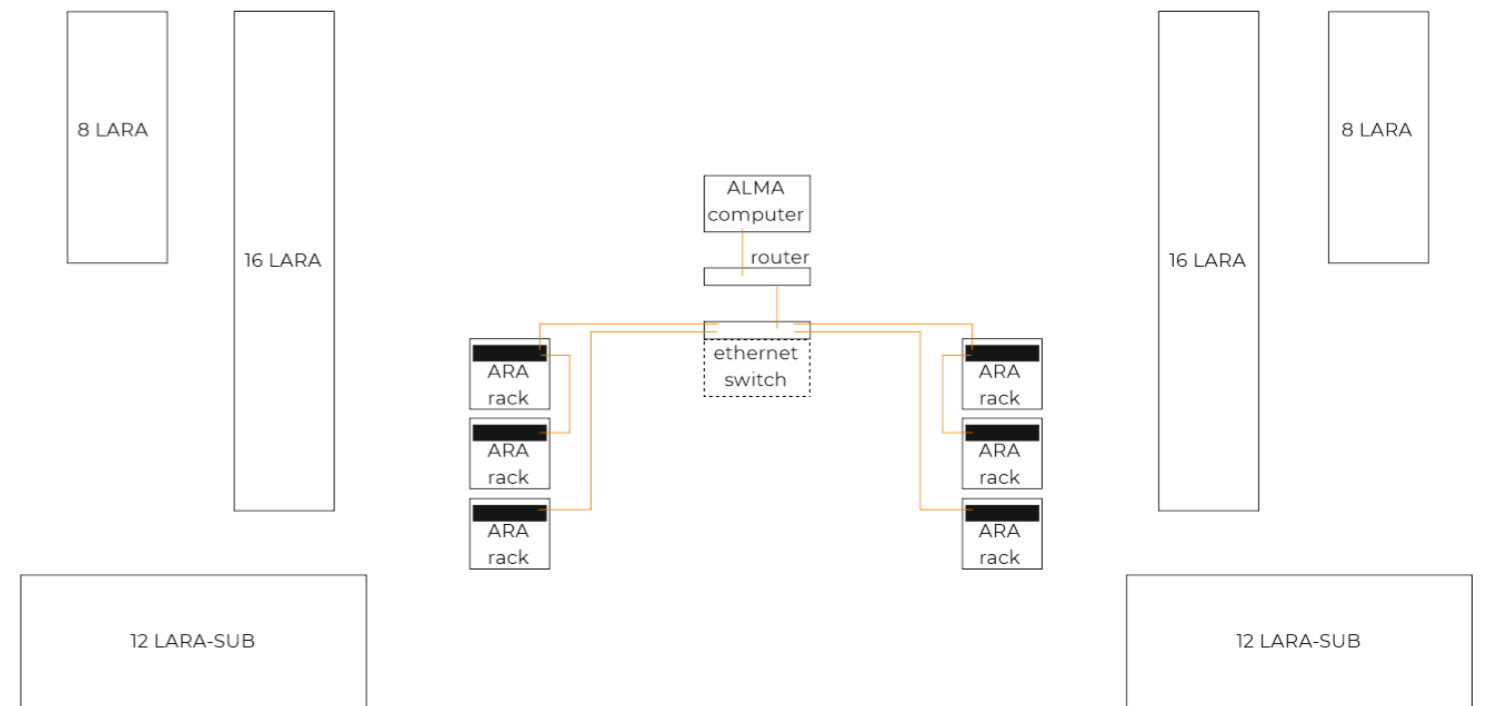 8 LARA
16 LARA
ALMA
computer
router
ethernet
switch
ARA
rack
ARA
rack
ARA
rack
ARA
rack
ARA
rack
ARA
rack
16 LARA
8 LARA
12 LARA-SUB
12 LARA-SUB